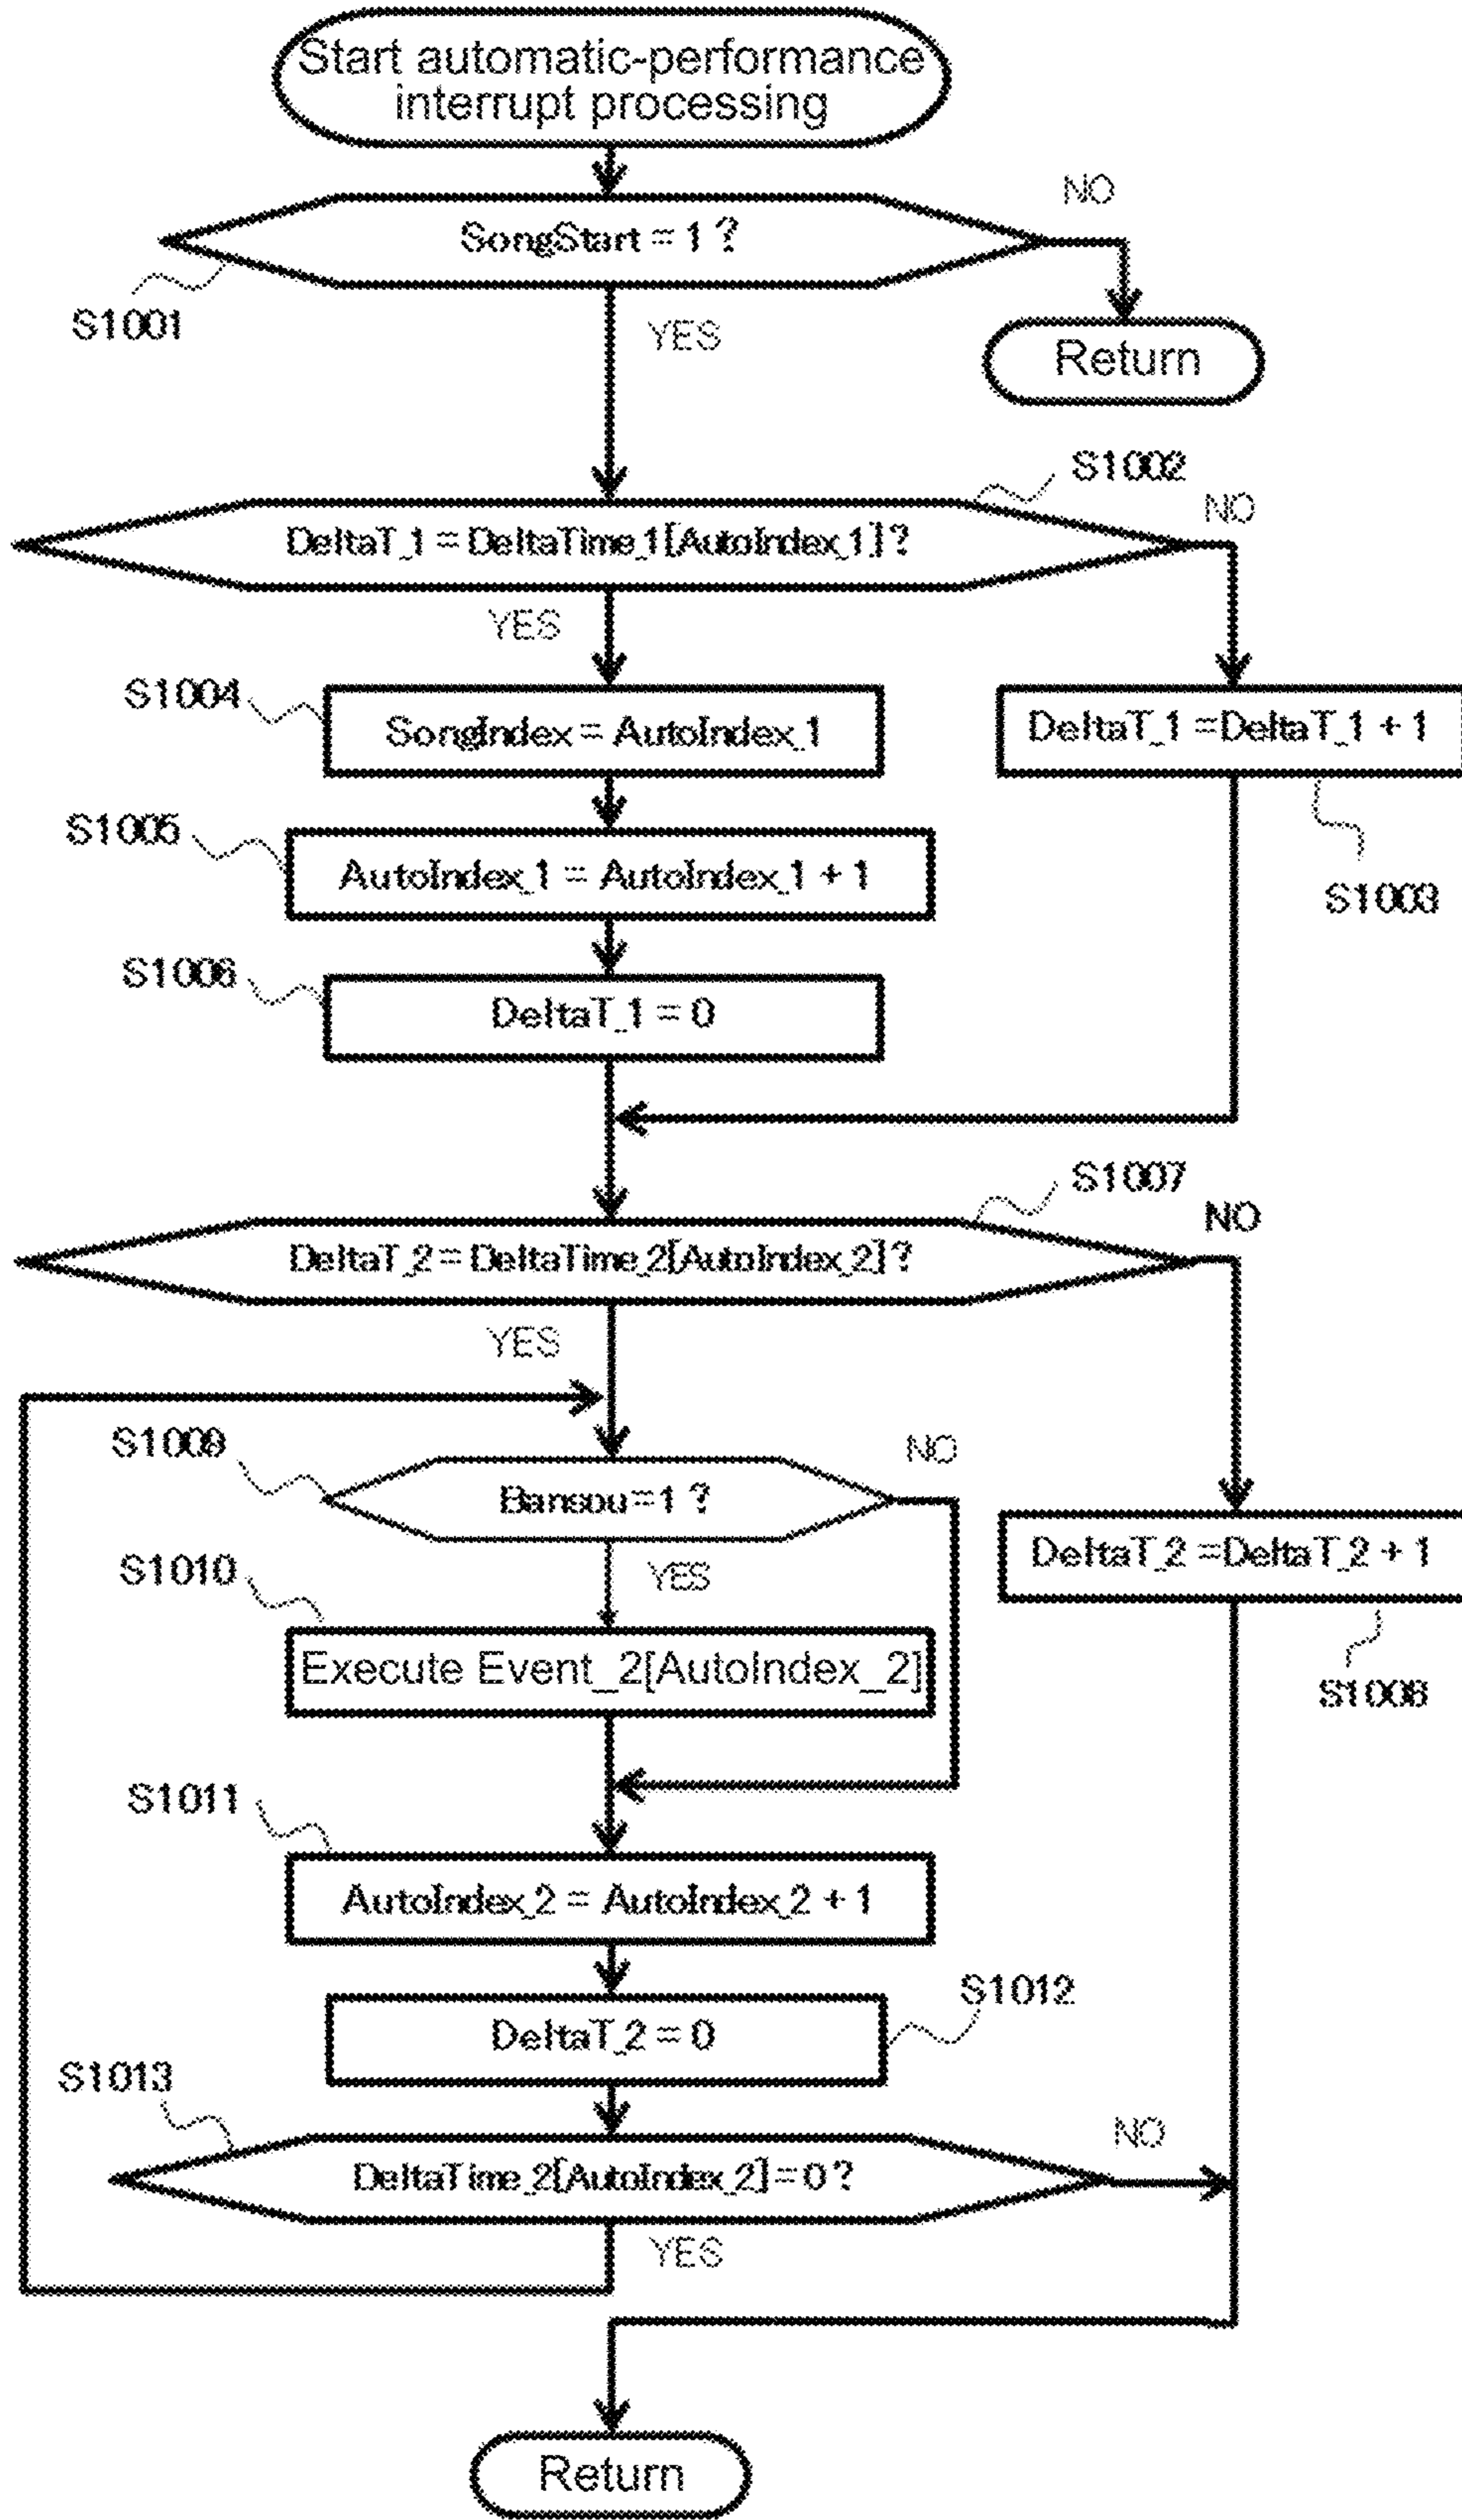 Start automatic-performance
interrupt processing
SongStart = 1 ?
NO
S1001
YES
Return
S1002
DeltaT_1 = DeltaTime_1[AutoIndex_1]?
NO
YES
S1004
SongIndex = AutoIndex_1
DeltaT_1 =DeltaT_1 + 1
S1005
AutoIndex_1 = AutoIndex_1 + 1
S1003
S1006
DeltaT_1 = 0
S1007
NO
DeltaT_2 = DeltaTime_2[AutoIndex_2]?
YES
S1009
NO
Bansou=1 ?
S1010
YES
DeltaT_2 =DeltaT_2 + 1
Execute Event_2[AutoIndex_2]
S1008
S1011
AutoIndex_2 = AutoIndex_2 + 1
S1012
DeltaT_2 = 0
S1013
NO
DeltaTime_2[AutoIndex_2]=0?
YES
Return